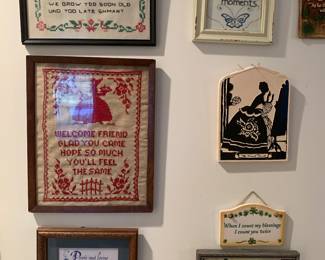 WE GROW TOO SOON OLD
UND TOO LATE SHMART
moments
WELCOME FRIEND
GLAD YOU CAME
HOPE SO MUCH
YOU'LL FEEL
THE SAME
When I count my blessings
I count you twice